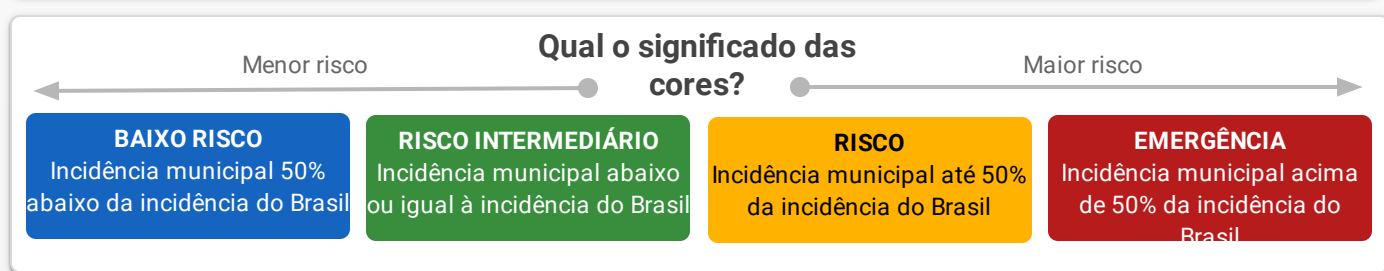 Qual o significado das
cores?
Menor risco
Maior risco
BAIXO RISCO
Incidência municipal 50%
abaixo da incidência do Brasil
RISCO INTERMEDIÁRIO
Incidência municipal abaixo
ou igual à incidência do Brasil
RISCO
Incidência municipal até 50%
da incidência do Brasil
EMERGÊNCIA
Incidência municipal acima
de 50% da incidência do
Brasil